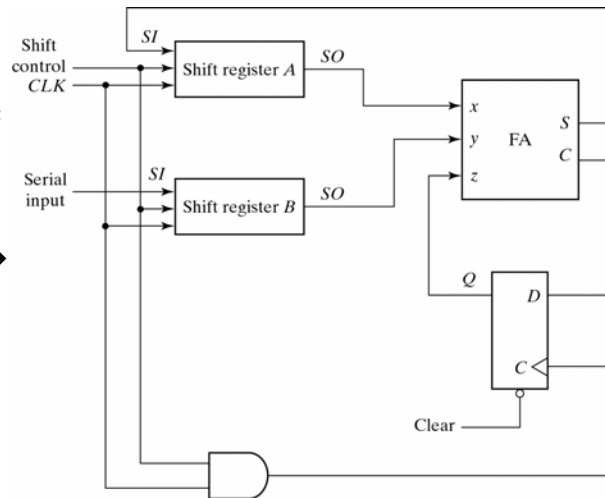 SI
Shift
control
CLK
Shift register A
SO
x
y
z
FA
S
C
Serial
input
SI
Shift register B
SO
Q
D
C
Clear